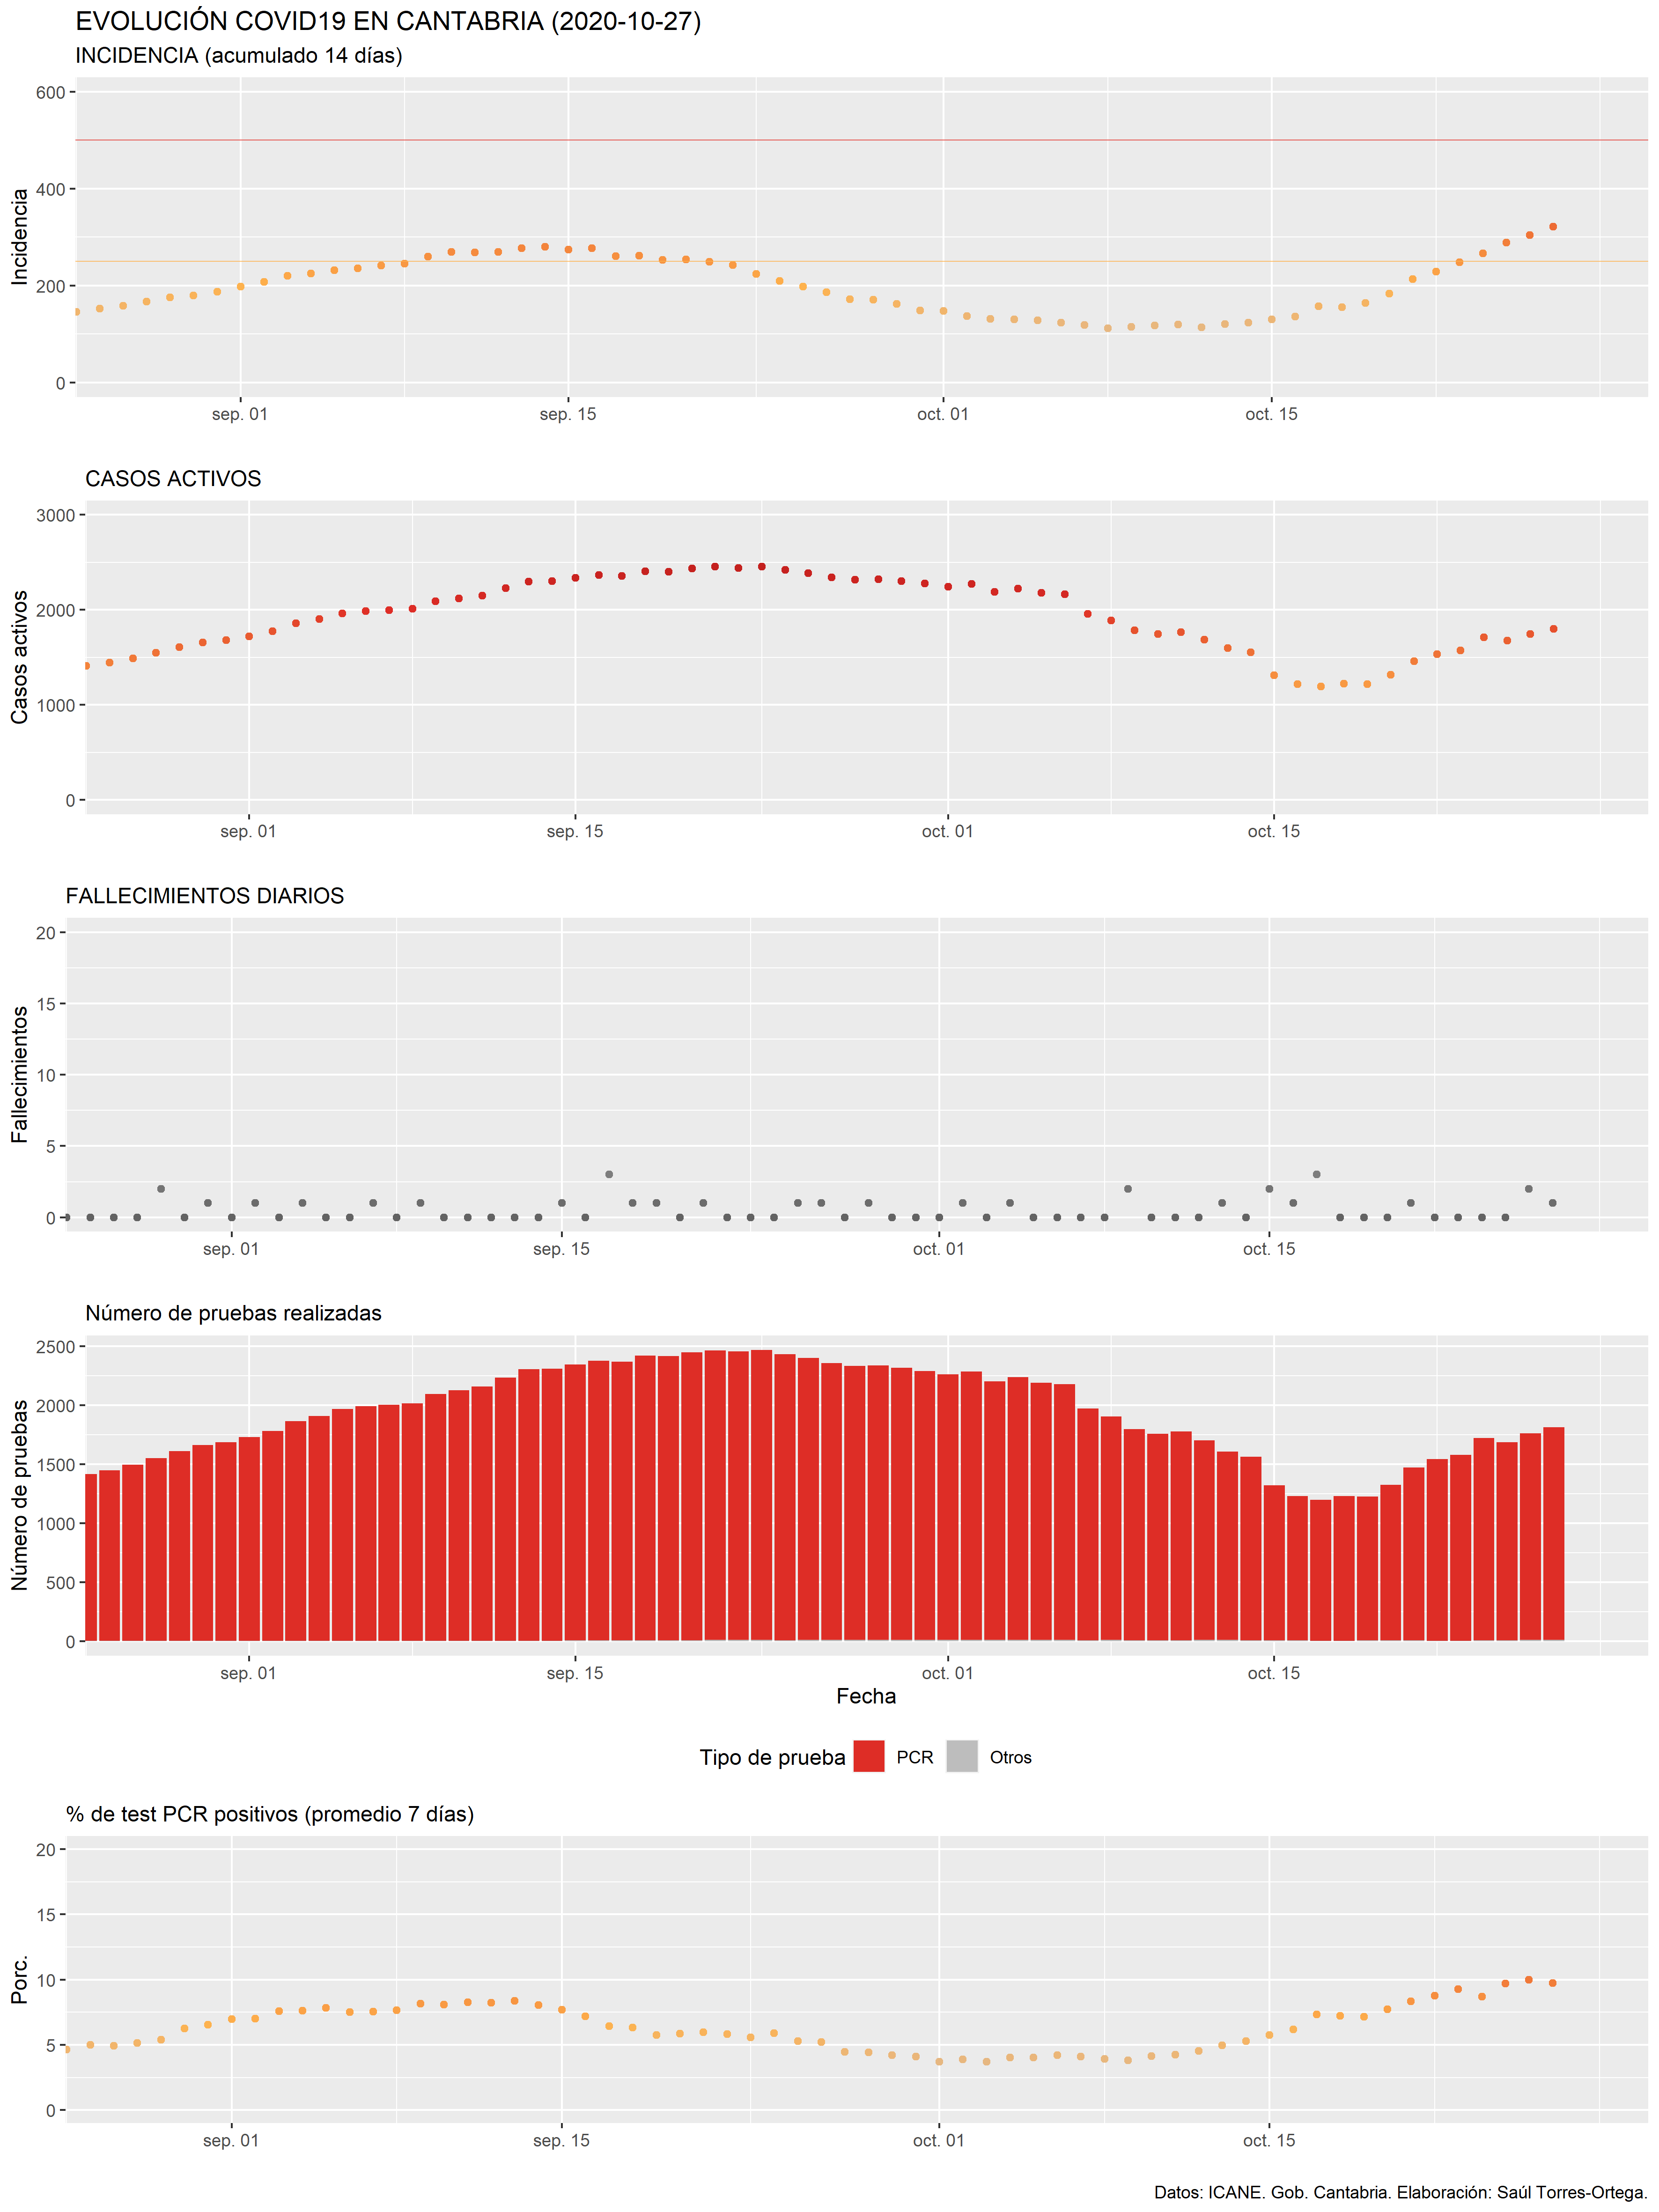 EVOLUCIÓN COVID19 EN CANTABRIA (2020-10-27)
INCIDENCIA (acumulado 14 días)
Incidencia
600
400
200
0
sep. 01
sep. 15
oct. 01
oct. 15
CASOS ACTIVOS
Casos activos
3000
2000
1000
0
sep. 01
sep. 15
oct. 01
oct. 15
FALLECIMIENTOS DIARIOS
Fallecimientos
20
15
10
5
0
sep. 01
sep. 15
oct. 01
oct. 15
Número de pruebas realizadas
Número de pruebas
2500
2000
1500
1000
500
0
sep. 01
sep. 15
oct. 01
oct. 15
Fecha
Tipo de prueba PCR Otros
% de test PCR positivos (promedio 7 días)
Porc.
20
15
10
5
0
sep. 01
sep. 15
oct. 01
oct. 15
Datos: ICANE. Gob. Cantabria. Elaboración: Saúl Torres-Ortega.